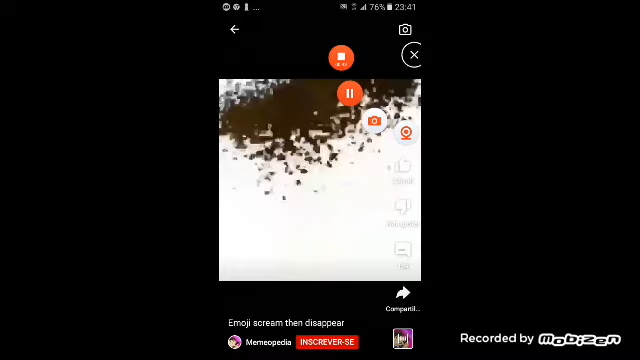 ... 76% 23:41
Compartil...
Emoji scream then disappear
Memeopedia INSCREVER-SE
Recorded by mobizen